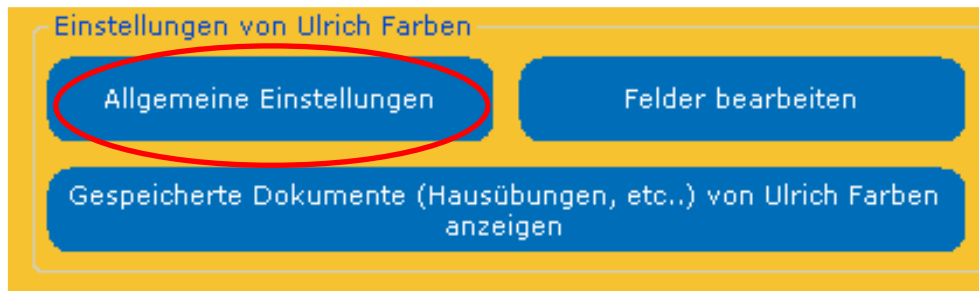 Einstellungen von Ulrich Farben
Allgemeine Einstellungen
Felder bearbeiten
Gespeicherte Dokumente (Hausübungen, etc..) von Ulrich Farben
anzeigen